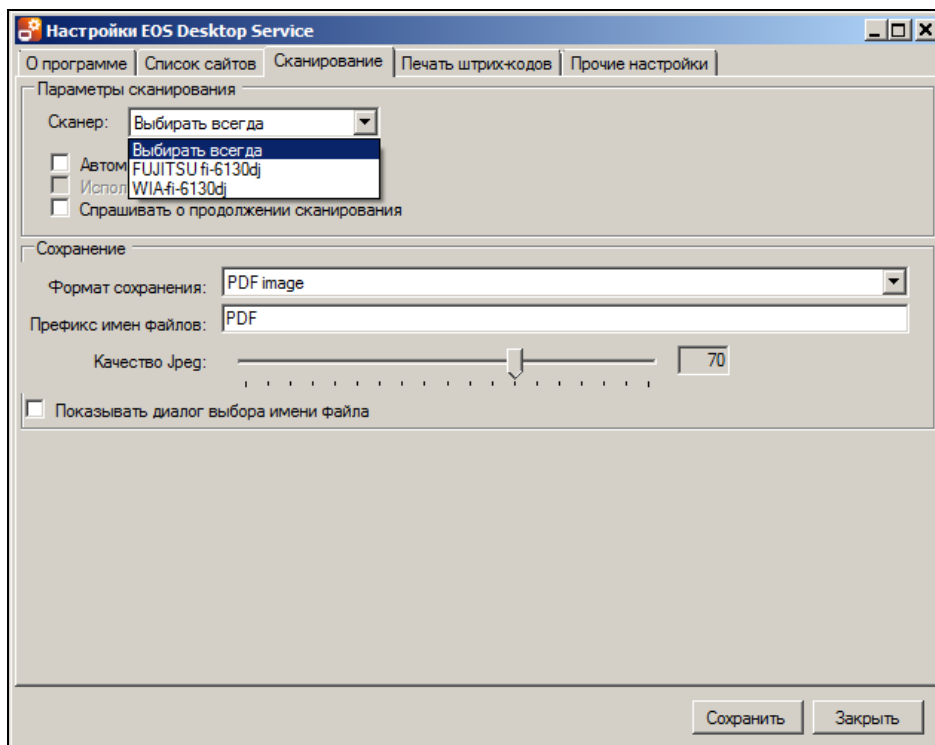 Настройки EOS Desktop Service
О программе Список сайтов Сканирование Печать штрих-кодов Прочие настройки
Параметры сканирования
Сканер: Выбирать всегда
Выбирать всегда
FUJITSU fi-6130dj
WIA-fi-6130dj
Спрашивать о продолжении сканирования
Сохранение
Формат сохранения: PDF image
Префикс имен файлов: PDF
Качество Jpeg: 70
Показывать диалог выбора имени файла
Сохранить Закрыть